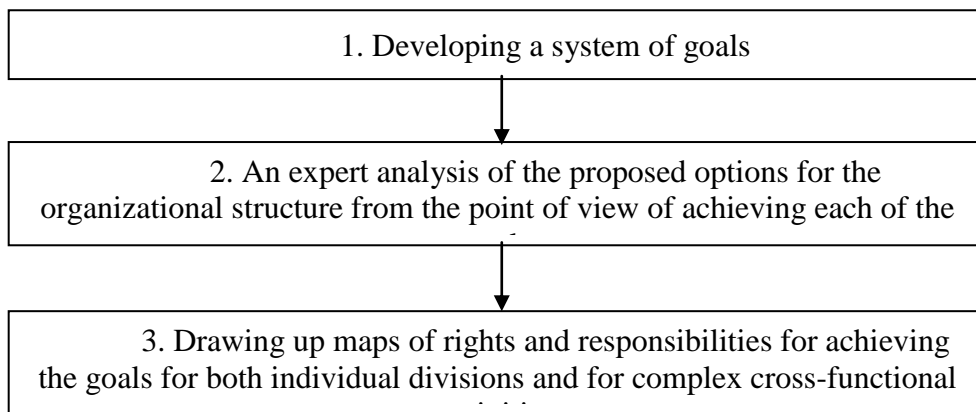 1. Developing a system of goals
2. An expert analysis of the proposed options for the
organizational structure from the point of view of achieving each of the
3. Drawing up maps of rights and responsibilities for achieving
the goals for both individual divisions and for complex cross-functional